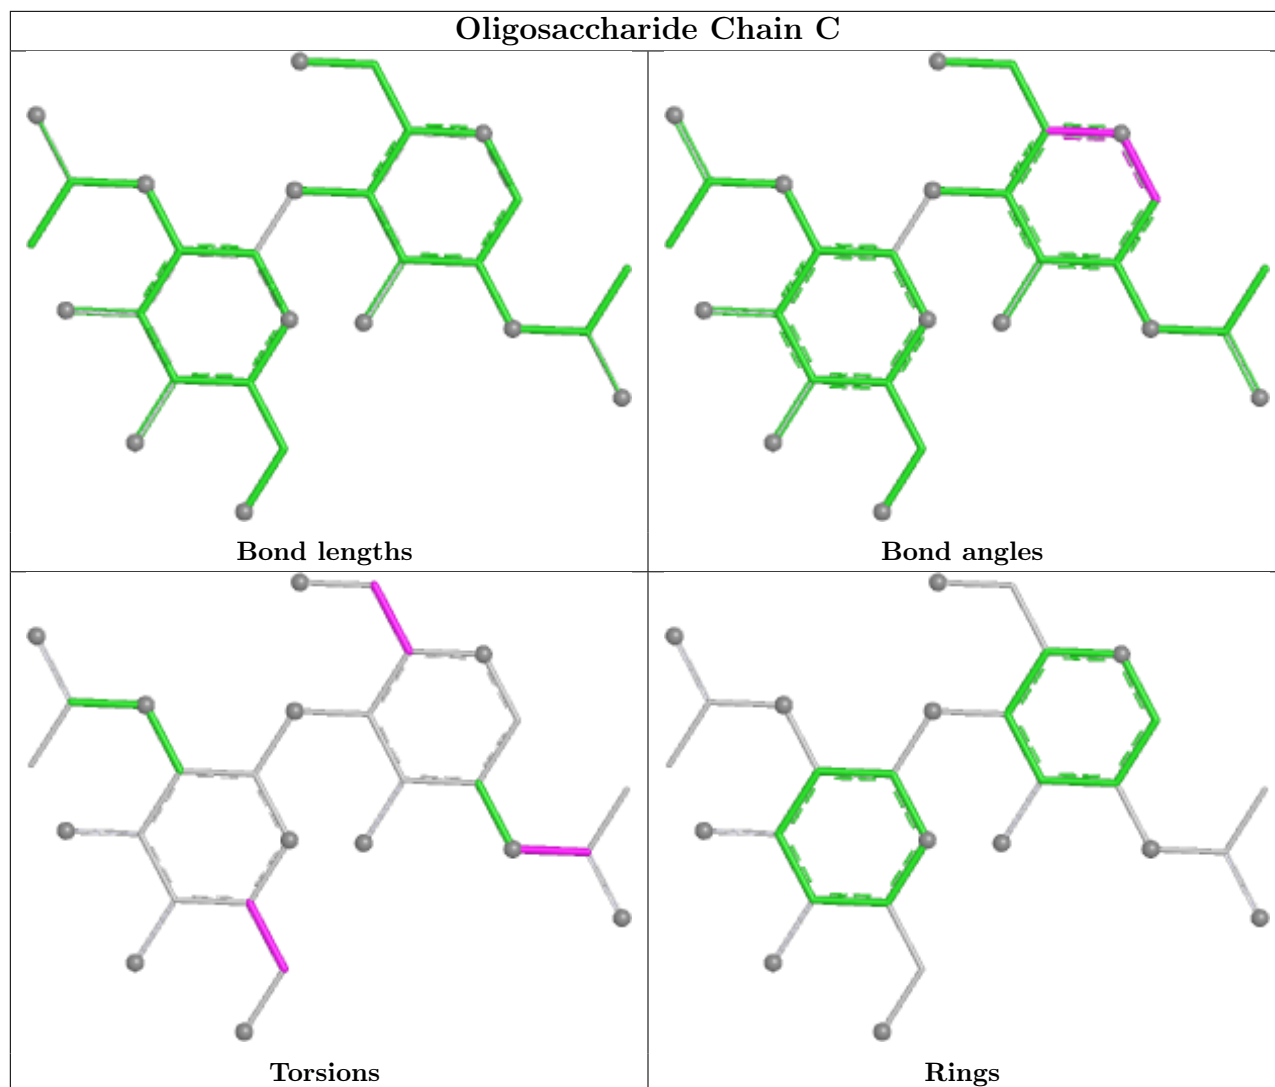 Oligosaccharide Chain C
Bond lengths
Bond angles
Torsions
Rings